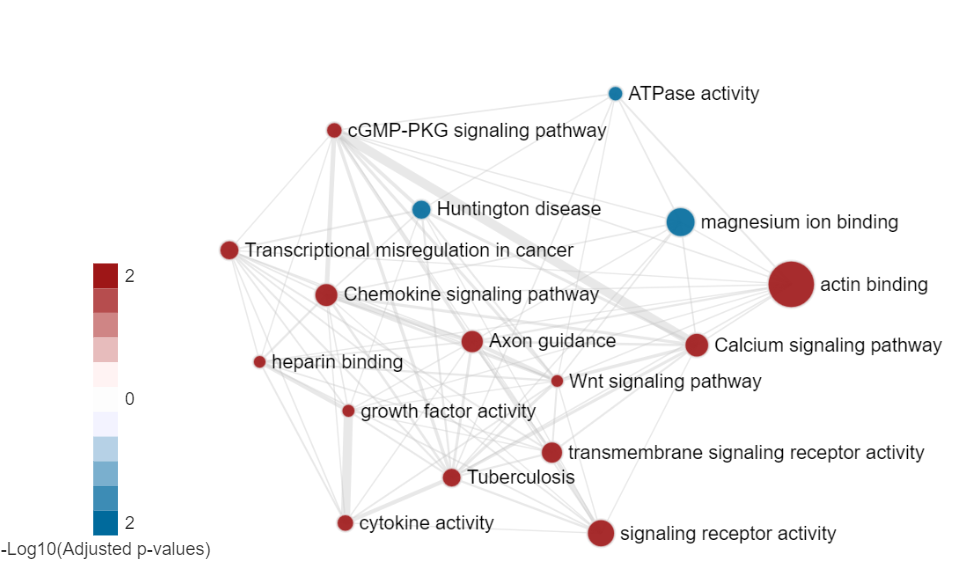 ATPase activity
cGMP-PKG signaling pathway
Huntington disease
magnesium ion binding
Transcriptional misregulation in cancer
2
actin binding
Chemokine signaling pathway
Axon guidance
Calcium signaling pathway
heparin binding
Wnt signaling pathway
0
growth factor activity
transmembrane signaling receptor activity
Tuberculosis
2
cytokine activity
signaling receptor activity
-Log10(Adjusted p-values)